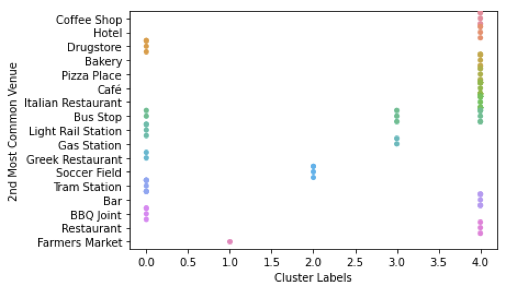 2nd Most Common Venue
Coffee Shop
Hotel
Drugstore
Bakery
Pizza Place
Café
Italian Restaurant
Bus Stop
Light Rail Station
Gas Station
Greek Restaurant
Soccer Field
Tram Station
Bar
BBQ Joint
Restaurant
Farmers Market
0.0 0.5 1.0 1.5 2.0 2.5 3.0 3.5 4.0
Cluster Labels